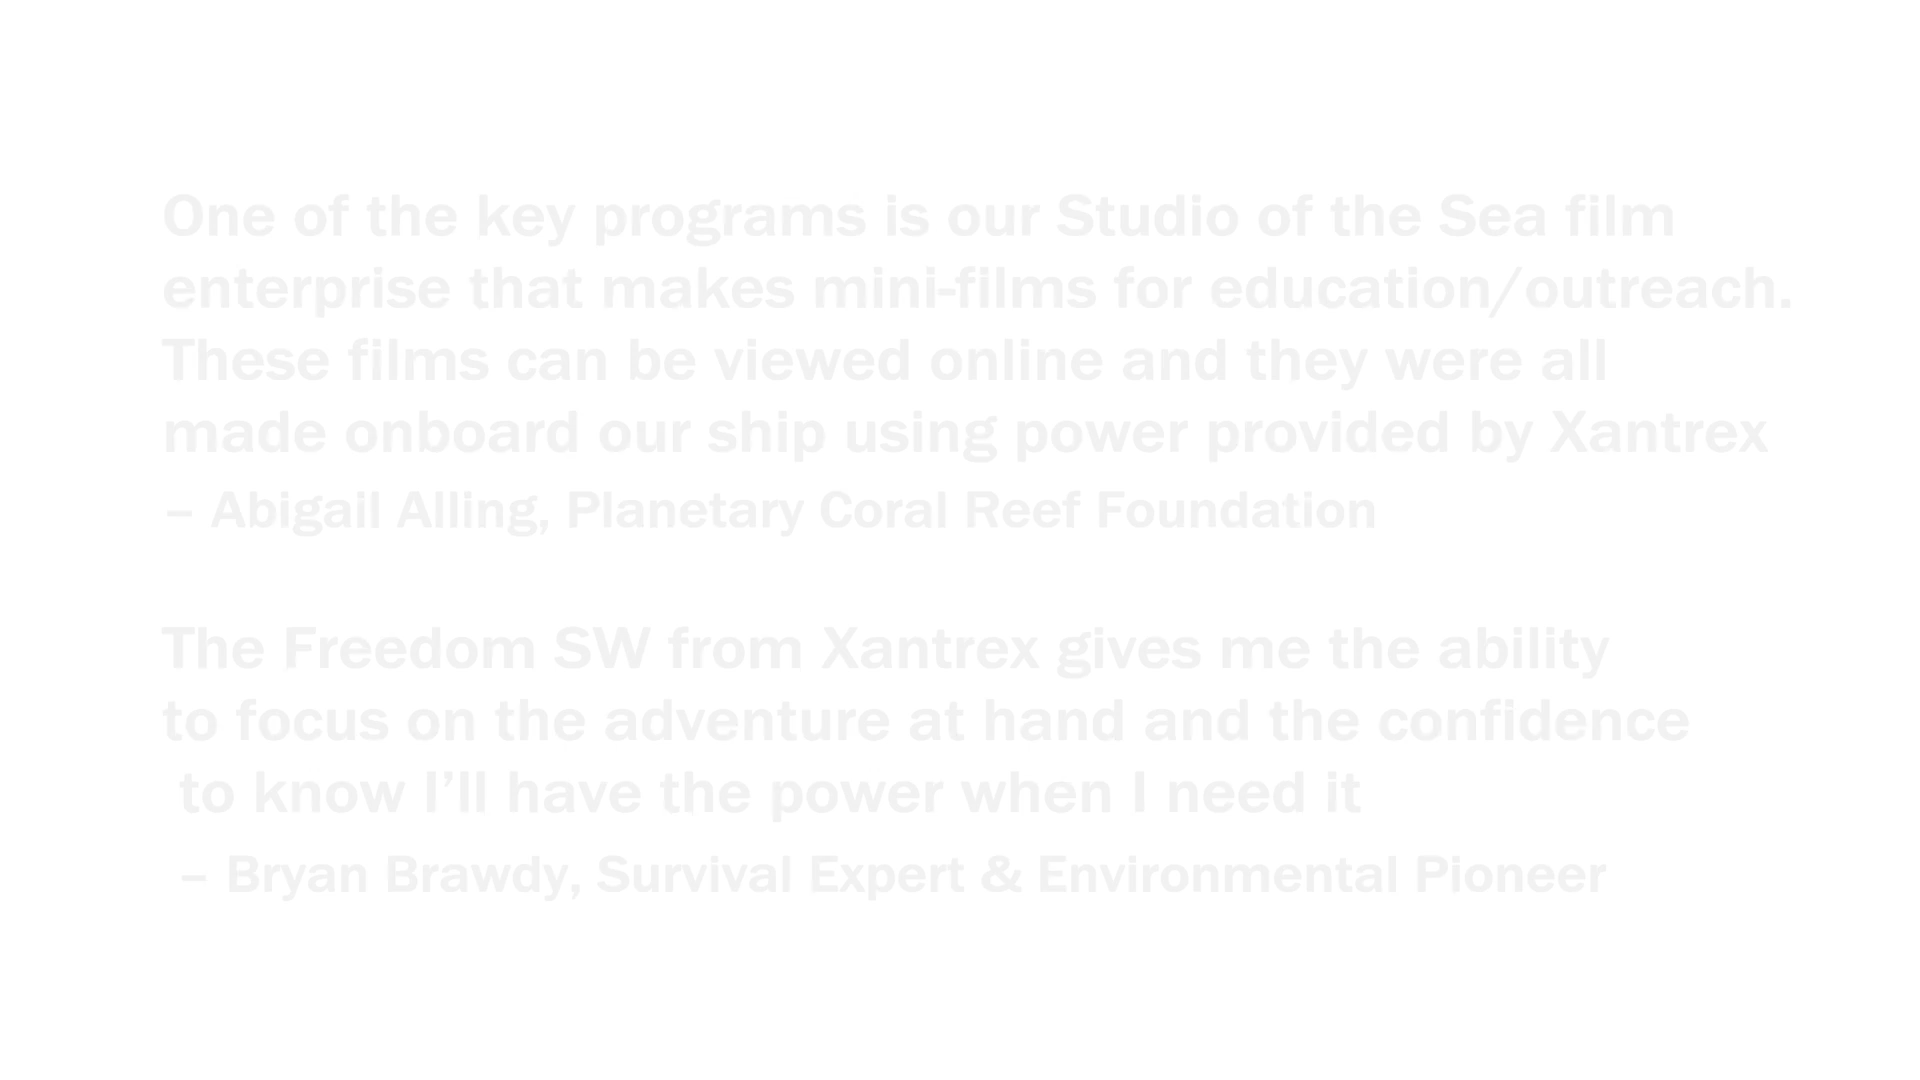 One of the key programs is our Studio of the Sea film
enterprise that makes mini-films for education/outreach.
These films can be viewed online and they were all
made onboard our ship using power provided by Xantrex
– Abigail Alling, Planetary Coral Reef Foundation
The Freedom SW from Xantrex gives me the ability
to focus on the adventure at hand and the confidence
to know I’ll have the power when I need it
– Bryan Brawdy, Survival Expert & Environmental Pioneer